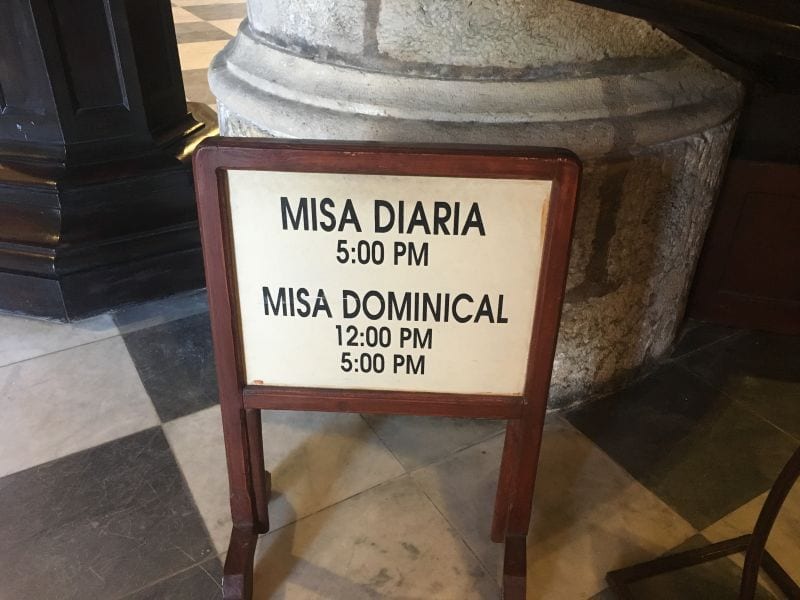 MISA DIARIA
5:00 PM
MISA DOMINICAL
12:00 PM
5:00 PM